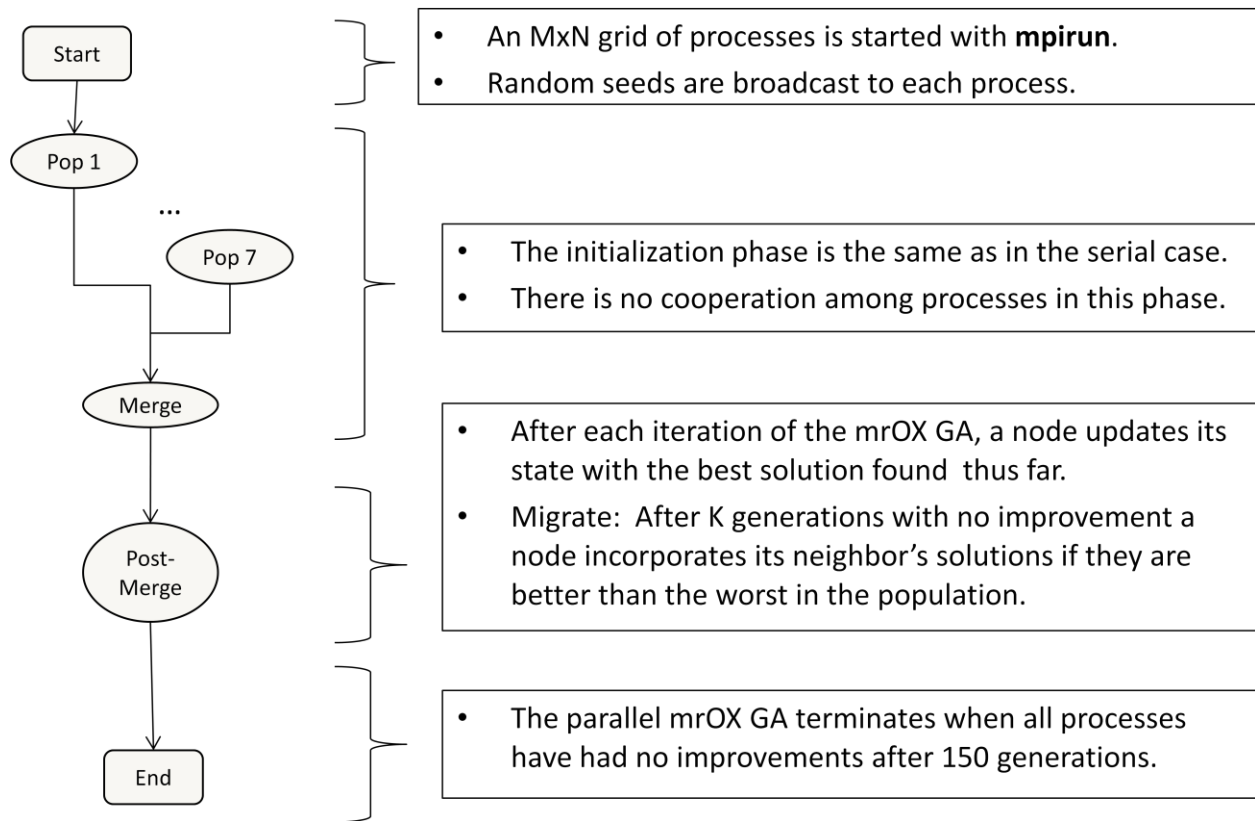 Start
Pop 1
...
Pop 7
Merge
Post-
Merge
End
• An MxN grid of processes is started with mpirun.
• Random seeds are broadcast to each process.
• The initialization phase is the same as in the serial case.
• There is no cooperation among processes in this phase.
• After each iteration of the mrOX GA, a node updates its
state with the best solution found thus far.
• Migrate: After K generations with no improvement a
node incorporates its neighbor’s solutions if they are
better than the worst in the population.
• The parallel mrOX GA terminates when all processes
have had no improvements after 150 generations.